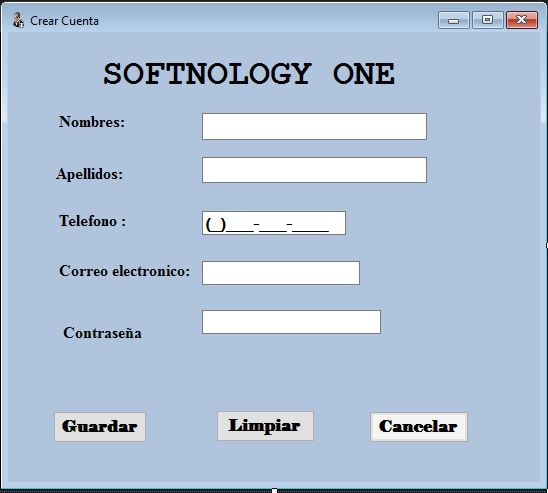 Crear Cuenta
SOFTNOLOGY ONE
Nombres:
Apellidos:
Telefono :
(_)___-___-____
Correo electronico:
Contraseña
Guardar
Limpiar
Cancelar